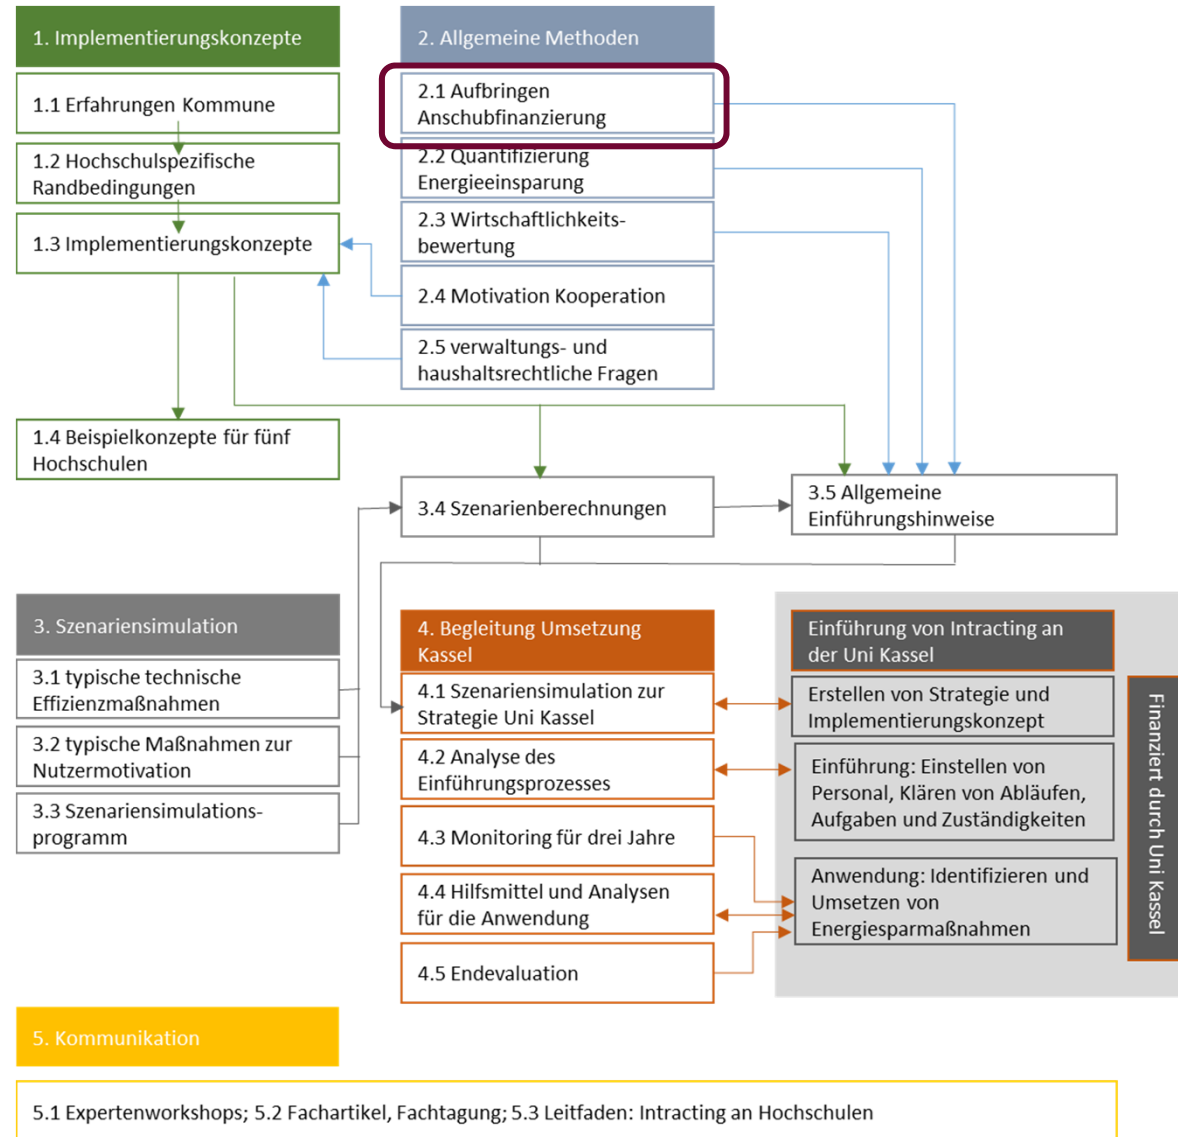 1. Implementierungskonzepte
1.1 Erfahrungen Kommune
1.2 Hochschulspezifische
Randbedingungen
1.3 Implementierungskonzepte
1.4 Beispielkonzepte für fünf
Hochschulen
2. Allgemeine Methoden
2.1 Aufbringen
Anschubfinanzierung
2.2 Quantifizierung
Energieeinsparung
2.3 Wirtschaftlichkeits-
bewertung
2.4 Motivation Kooperation
2.5 verwaltungs- und
haushaltsrechtliche Fragen
3.4 Szenarienberechnungen
3.5 Allgemeine
Einführungshinweise
3. Szenariensimulation
3.1 typische technische
Effizienzmaßnahmen
3.2 typische Maßnahmen zur
Nutzermotivation
3.3 Szenariensimulations-
programm
4. Begleitung Umsetzung
Kassel
4.1 Szenariensimulation zur
Strategie Uni Kassel
4.2 Analyse des
Einführungsprozesses
4.3 Monitoring für drei Jahre
4.4 Hilfsmittel und Analysen
für die Anwendung
4.5 Endevaluation
Einführung von Intracting an
der Uni Kassel
Erstellen von Strategie und
Implementierungskonzept
Einführung: Einstellen von
Personal, Klären von Abläufen,
Aufgaben und Zuständigkeiten
Anwendung: Identifizieren und
Umsetzen von
Energiesparmaßnahmen
Finanziert durch Uni Kassel
5. Kommunikation
5.1 Expertenworkshops; 5.2 Fachartikel, Fachtagung; 5.3 Leitfaden: Intracting an Hochschulen